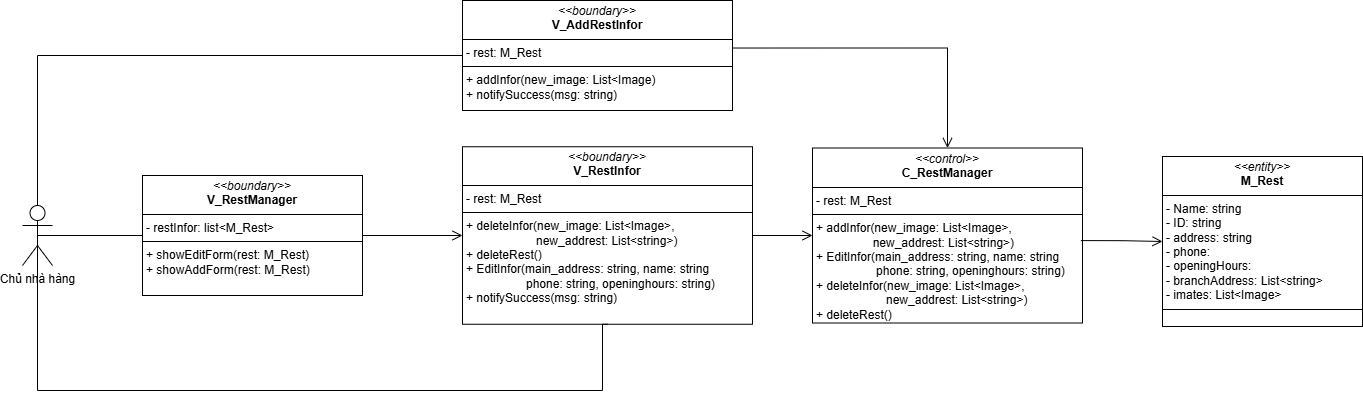 <<boundary>>
V_AddRestInfor
- rest: M_Rest
+ addInfor(new_image: List<Image)
+ notifySuccess(msg: string)
Chủ nhà hàng
<<boundary>>
V_RestManager
- restInfor: list<M_Rest>
+ showEditForm(rest: M_Rest)
+ showAddForm(rest: M_Rest)
<<boundary>>
V_RestInfor
- rest: M_Rest
+ deleteInfor(new_image: List<Image>,
new_addrest: List<string>)
+ deleteRest()
+ EditInfor(main_address: string, name: string
phone: string, openinghours: string)
+ notifySuccess(msg: string)
<<control>>
C_RestManager
- rest: M_Rest
+ addInfor(new_image: List<Image>,
new_addrest: List<string>)
+ EditInfor(main_address: string, name: string
phone: string, openinghours: string)
+ deleteInfor(new_image: List<Image>,
new_addrest: List<string>)
+ deleteRest()
<<entity>>
M_Rest
- Name: string
- ID: string
- address: string
- phone:
- openingHours:
- branchAddress: List<string>
- imates: List<Image>